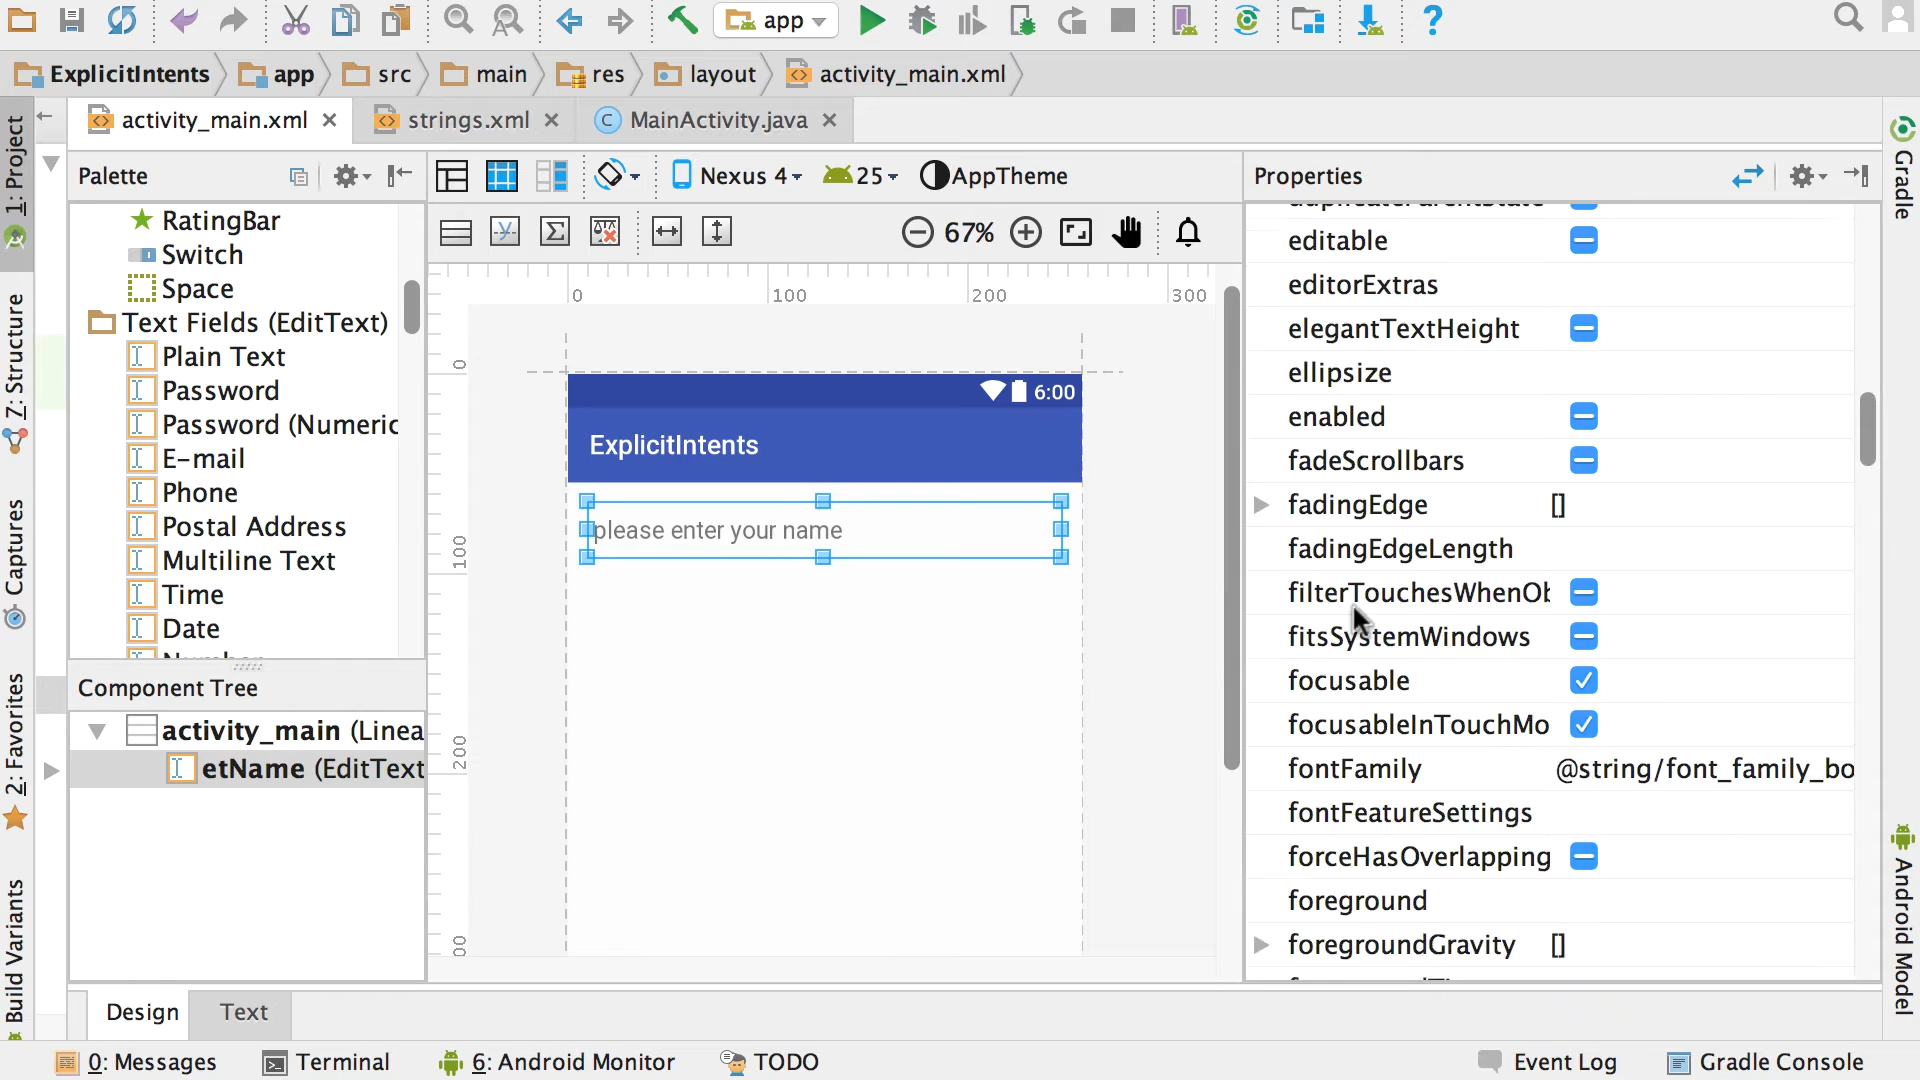 app
ExplicitIntents
app
src
main
res
layout
activity_main.xml
activity_main.xml
strings.xml
MainActivity.java
1: Project
7: Structure
Captures
2: Favorites
Build Variants
Palette
RatingBar
Switch
Space
Text Fields (EditText)
Plain Text
Password
Password (Numeric
E-mail
Phone
Postal Address
Multiline Text
Time
Date
Component Tree
activity_main (Linea
etName (EditText
Nexus 4
25
AppTheme
67%
0
100
200
300
0
100
200
00
6:00
ExplicitIntents
please enter your name
Properties
editable
editorExtras
elegantTextHeight
ellipsize
enabled
fadeScrollbars
fadingEdge []
fadingEdgeLength
filterTouchesWhenOb
fitsSystemWindows
focusable
focusableInTouchMo
fontFamily @string/font_family_bo
fontFeatureSettings
forceHasOverlapping
foreground
foregroundGravity []
Gradle
Android Model
Design
Text
0: Messages
Terminal
6: Android Monitor
TODO
Event Log
Gradle Console